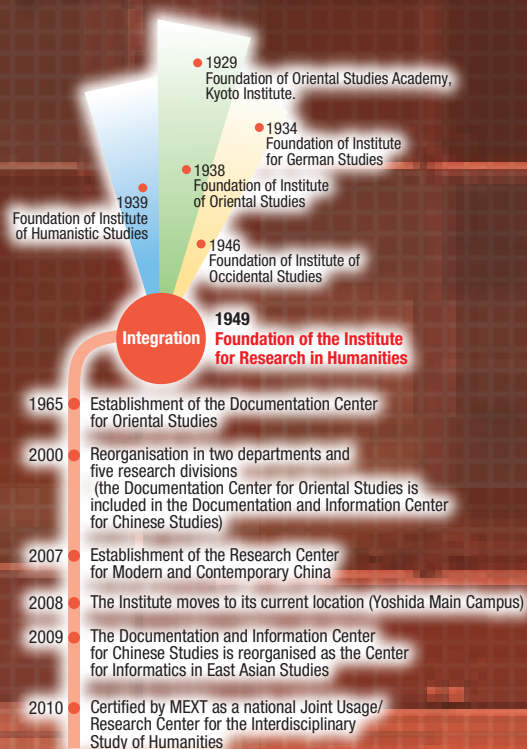 1929
Foundation of Oriental Studies Academy,
Kyoto Institute.
1934
Foundation of Institute
for German Studies
1938
Foundation of Institute
of Oriental Studies
1939
Foundation of Institute
of Humanistic Studies
1946
Foundation of Institute of
Occidental Studies
Integration
1949
Foundation of the Institute
for Research in Humanities
1965 Establishment of the Documentation Center
for Oriental Studies
2000 Reorganisation in two departments and
five research divisions
(the Documentation Center for Oriental Studies is
included in the Documentation and Information Center
for Chinese Studies)
2007 Establishment of the Research Center
for Modern and Contemporary China
2008 The Institute moves to its current location (Yoshida Main Campus)
2009 The Documentation and Information Center
for Chinese Studies is reorganised as the Center
for Informatics in East Asian Studies
2010 Certified by MEXT as a national Joint Usage/
Research Center for the Interdisciplinary
Study of Humanities